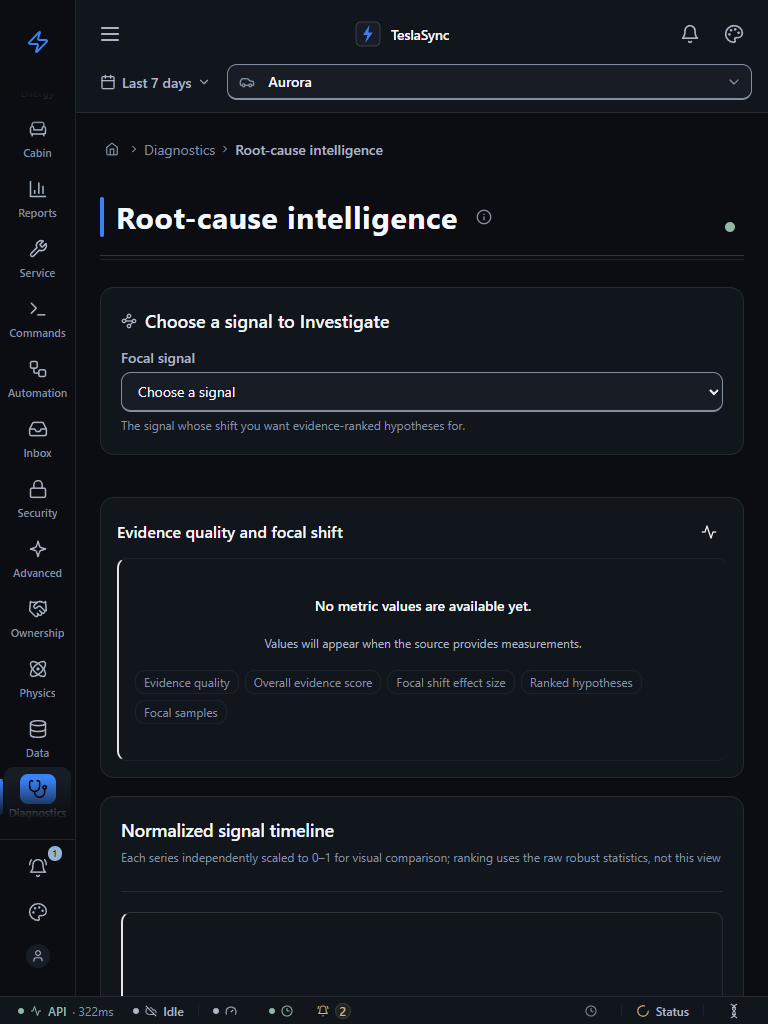 TeslaSync
Last 7 days
Aurora
Energy
Cabin
Reports
Service
Commands
Automation
Inbox
Security
Advanced
Ownership
Physics
Data
Diagnostics
1
Diagnostics
Root-cause intelligence
Root-cause intelligence
Choose a signal to Investigate
Focal signal
Choose a signal
The signal whose shift you want evidence-ranked hypotheses for.
Evidence quality and focal shift
No metric values are available yet.
Values will appear when the source provides measurements.
Evidence quality
Overall evidence score
Focal shift effect size
Ranked hypotheses
Focal samples
Normalized signal timeline
Each series independently scaled to 0–1 for visual comparison; ranking uses the raw robust statistics, not this view
API · 322ms
Idle
2
Status